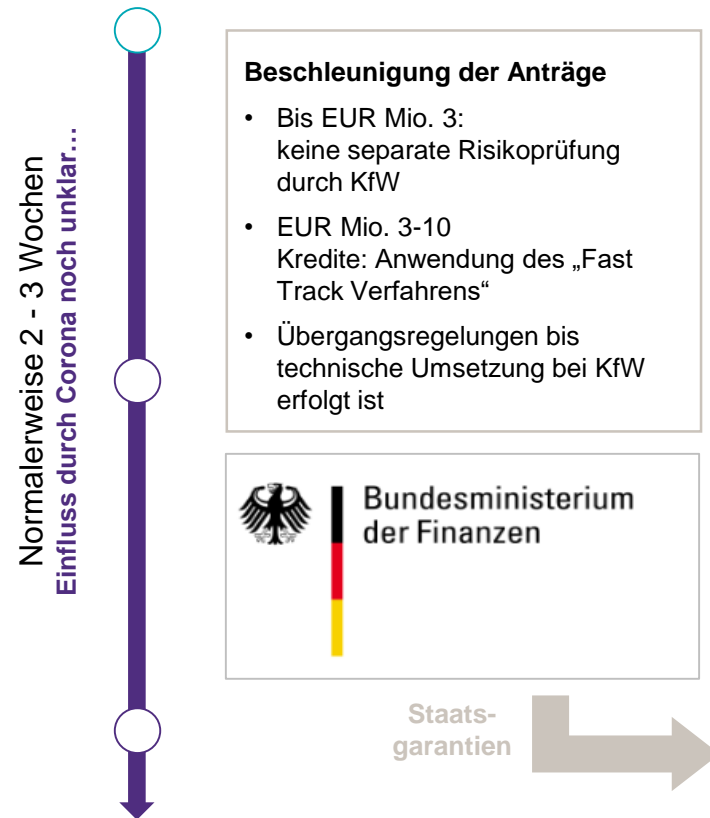 Normalerweise 2 - 3 Wochen
Einfluss durch Corona noch unklar…
Beschleunigung der Anträge
• Bis EUR Mio. 3:
keine separate Risikoprüfung
durch KfW
• EUR Mio. 3-10
Kredite: Anwendung des „Fast
Track Verfahrens“
• Übergangsregelungen bis
technische Umsetzung bei KfW
erfolgt ist
Bundesministerium
der Finanzen
Staats-
garantien